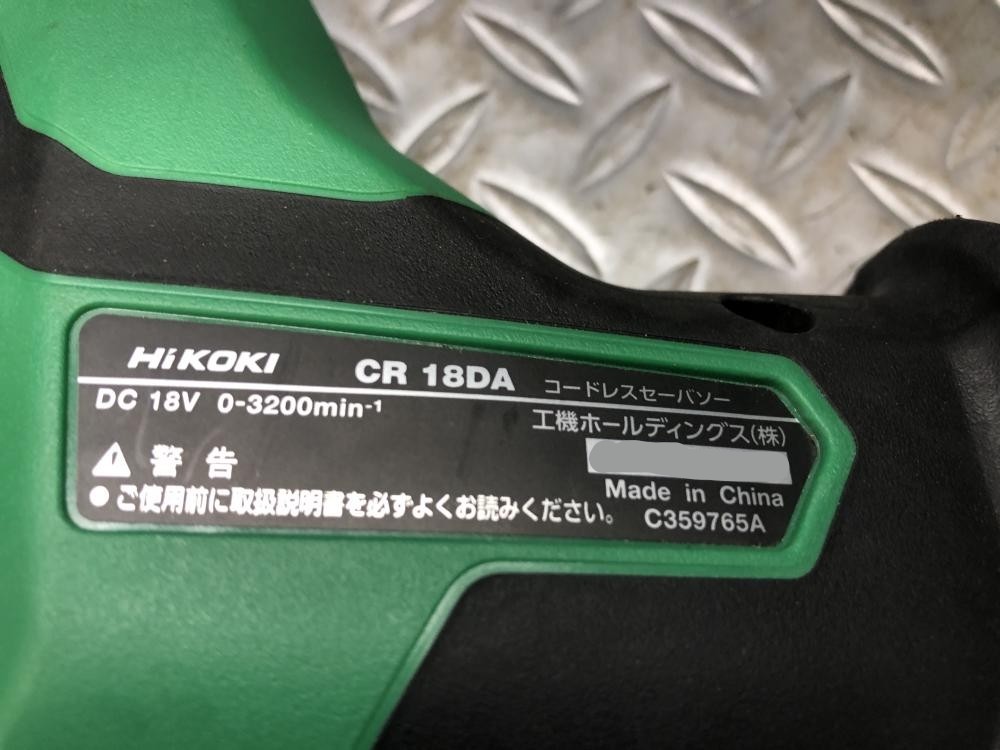 HiKOKI CR 18DA コードレスセーバソー
DC 18V 0-3200min-1 工機ホールディングス(株)
警告
Made in China
● ご使用前に取扱説明書を必ずよくお読みください。 C359765A